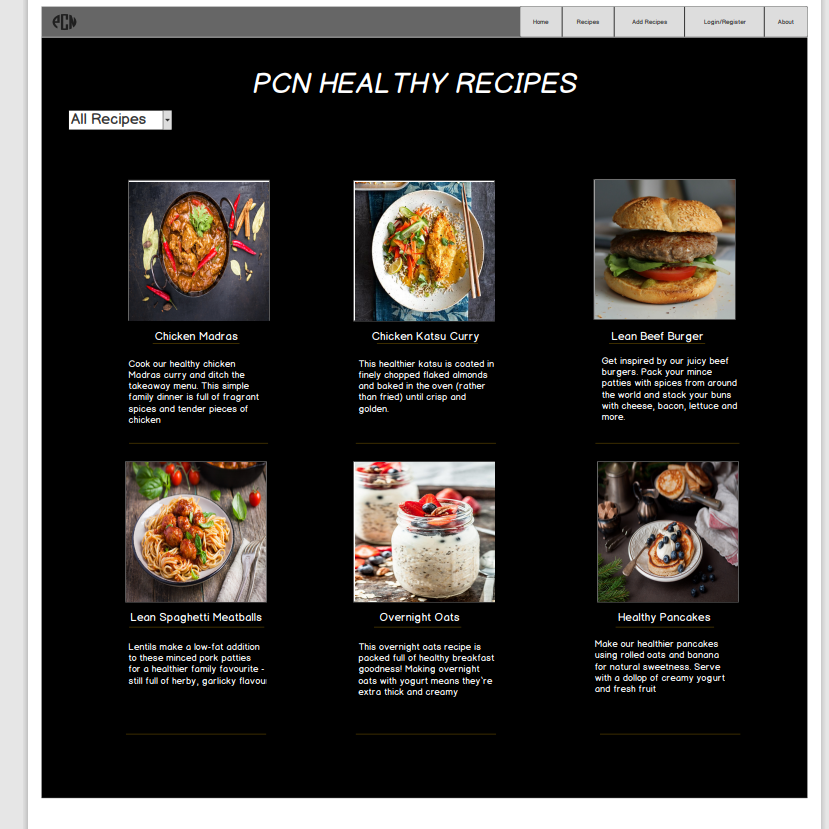 PCN
Home Recipes Add Recipes Login/Register About
PCN HEALTHY RECIPES
All Recipes
Chicken Madras
Cook our healthy chicken
Madras curry and ditch the
takeaway menu. This simple
family dinner is full of fragrant
spices and tender pieces of
chicken
Chicken Katsu Curry
This healthier katsu is coated in
finely chopped flaked almonds
and baked in the oven (rather
than fried) until crisp and
golden.
Lean Beef Burger
Get inspired by our juicy beef
burgers. Pack your mince
patties with spices from around
the world and stack your buns
with cheese, bacon, lettuce and
more.
Lean Spaghetti Meatballs
Lentils make a low-fat addition
to these minced pork patties
for a healthier family favourite -
still full of herby, garlicky flavou
Overnight Oats
This overnight oats recipe is
packed full of healthy breakfast
goodness! Making overnight
oats with yogurt means they're
extra thick and creamy
Healthy Pancakes
Make our healthier pancakes
using rolled oats and banana
for natural sweetness. Serve
with a dollop of creamy yogurt
and fresh fruit